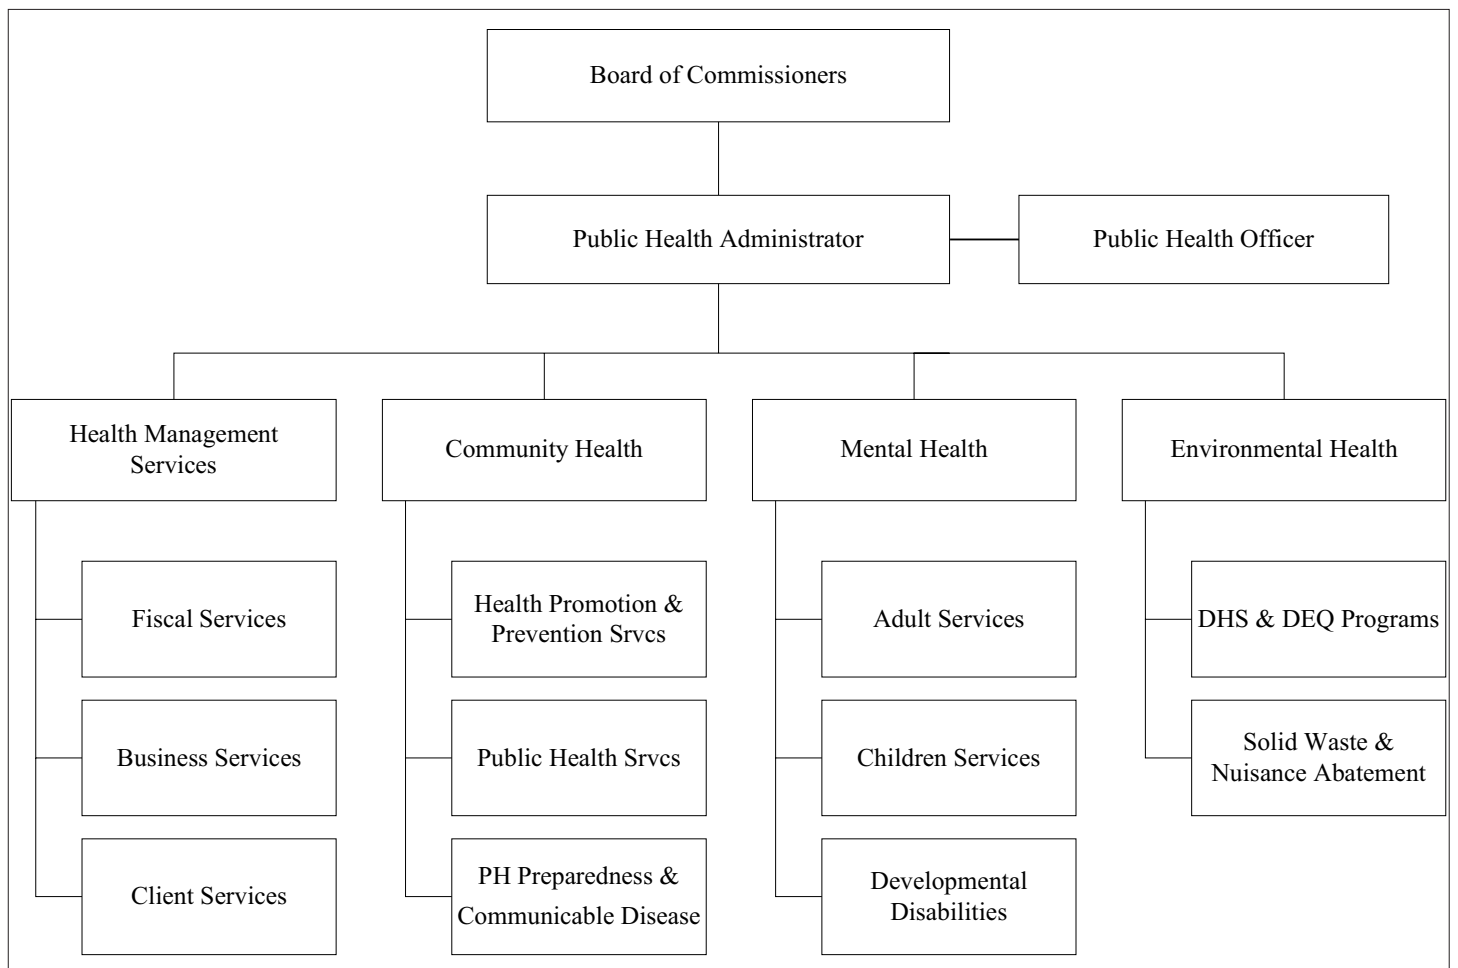 Board of Commissioners
Public Health Administrator
Public Health Officer
Health Management
Services
Community Health
Mental Health
Environmental Health
Fiscal Services
Health Promotion &
Prevention Srvcs
Adult Services
DHS & DEQ Programs
Business Services
Public Health Srvcs
Children Services
Solid Waste &
Nuisance Abatement
Client Services
PH Preparedness &
Communicable Disease
Developmental
Disabilities